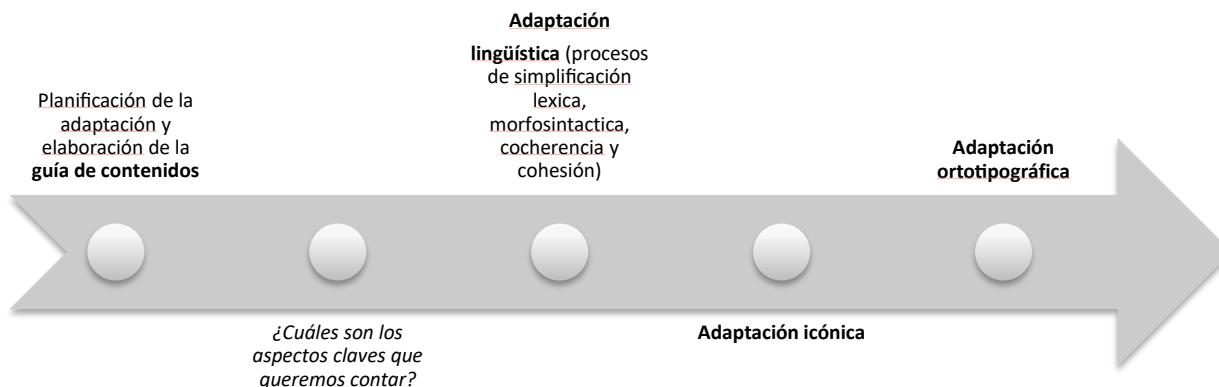 Planificación de la
adaptación y
elaboración de la
guía de contenidos
¿Cuáles son los
aspectos claves que
queremos contar?
Adaptación
lingüística (procesos
de simplificación
lexica,
morfosintactica,
cocherencia y
cohesión)
Adaptación icónica
Adaptación
ortotipográfica